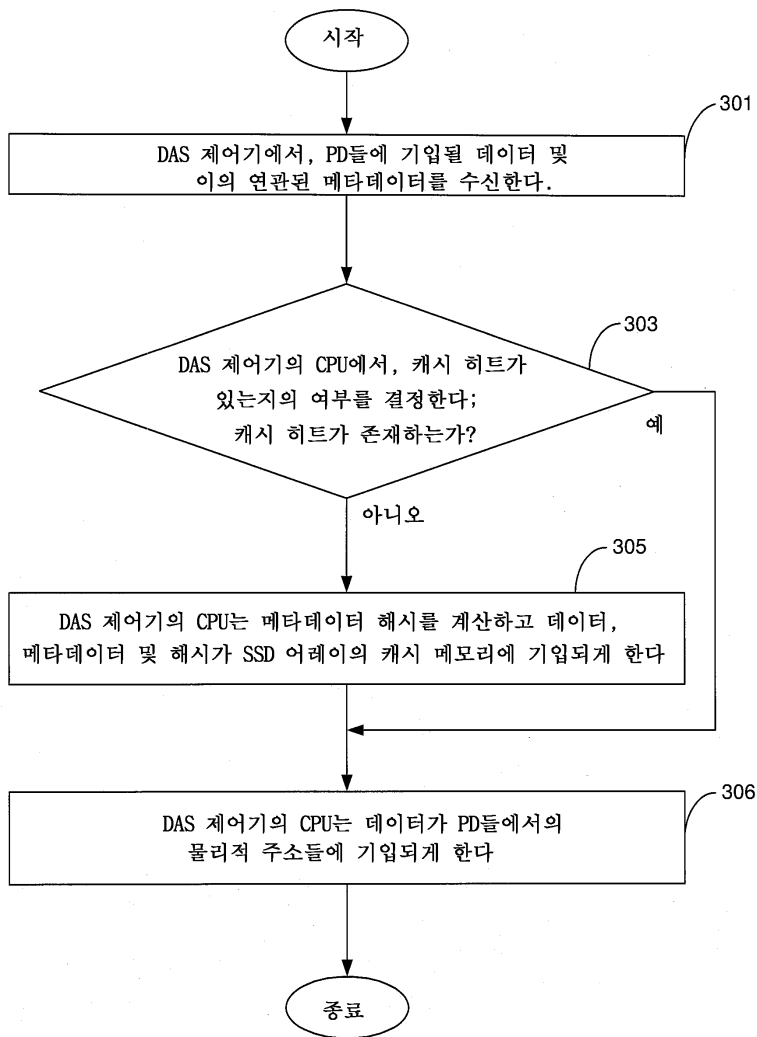 시작
301
DAS 제어기에서, PD들에 기입될 데이터 및
이의 연관된 메타데이터를 수신한다.
303
DAS 제어기의 CPU에서, 캐시 히트가
있는지의 여부를 결정한다;
캐시 히트가 존재하는가?
예
아니오
305
DAS 제어기의 CPU는 메타데이터 해시를 계산하고 데이터,
메타데이터 및 해시가 SSD 어레이의 캐시 메모리에 기입되게 한다
306
DAS 제어기의 CPU는 데이터가 PD들에서의
물리적 주소들에 기입되게 한다
종료